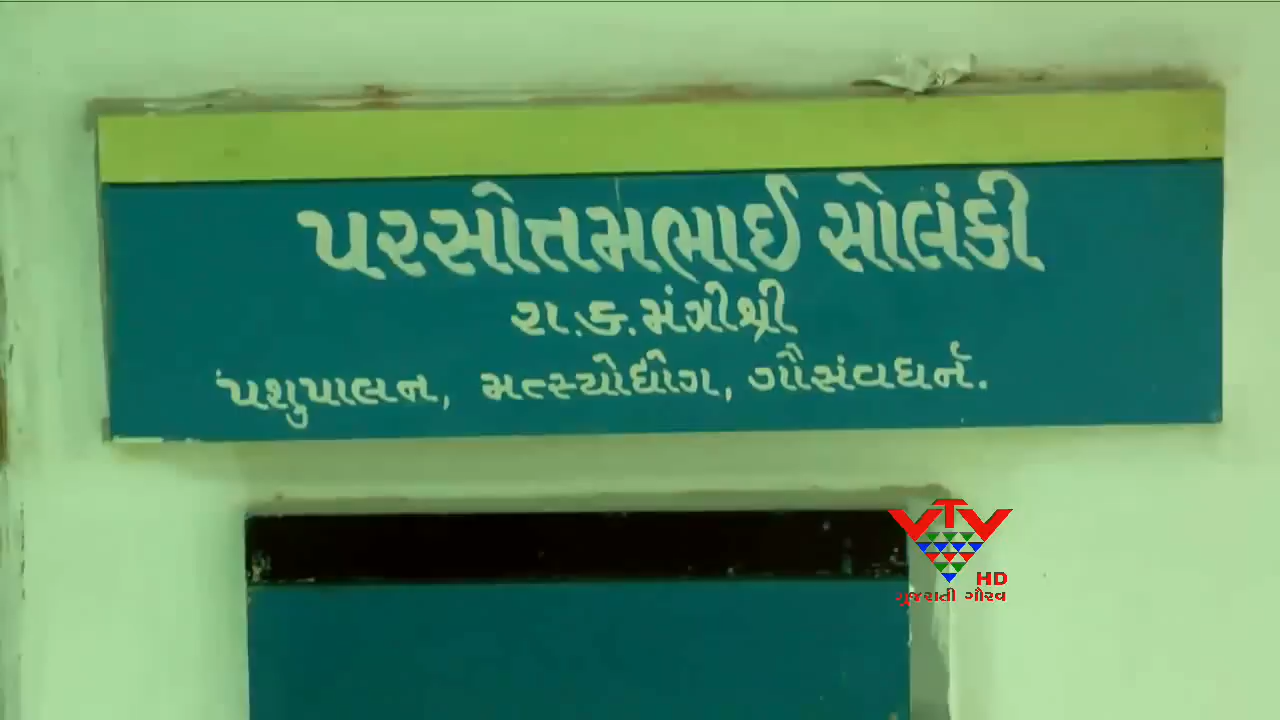 પરસોત્તમભાઈ સોલંકી
રા.ક.મંત્રીશ્રી
પશુપાલન, મત્સ્યોદ્યોગ, ગૌસંવર્ધન.
VTV
HD
ગુજરાતી ગૌરવ